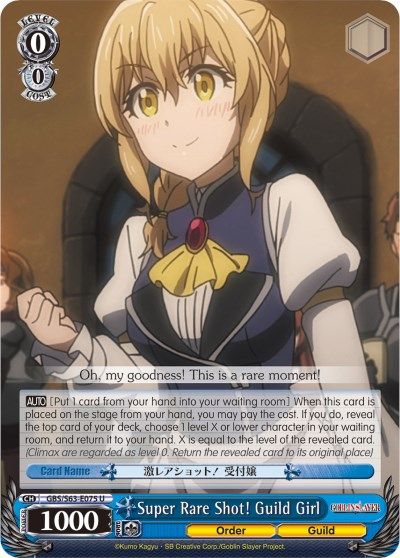 LEVEL
0
0
COST
Oh, my goodness! This is a rare moment!
AUTO [Put 1 card from your hand into your waiting room] When this card is
placed on the stage from your hand, you may pay the cost. If you do, reveal
the top card of your deck, choose 1 level X or lower character in your waiting
room, and return it to your hand. X is equal to the level of the revealed card.
(Climax are regarded as level 0. Return the revealed card to its original place)
Card Name 激レアショット! 受付嬢
CH GBS/S63-E075 U
POWER 1000 SOUL Super Rare Shot! Guild Girl GOBLIN SLAYER
Order Guild
©Kumo Kagyu・SB Creative Corp./Goblin Slayer Project.